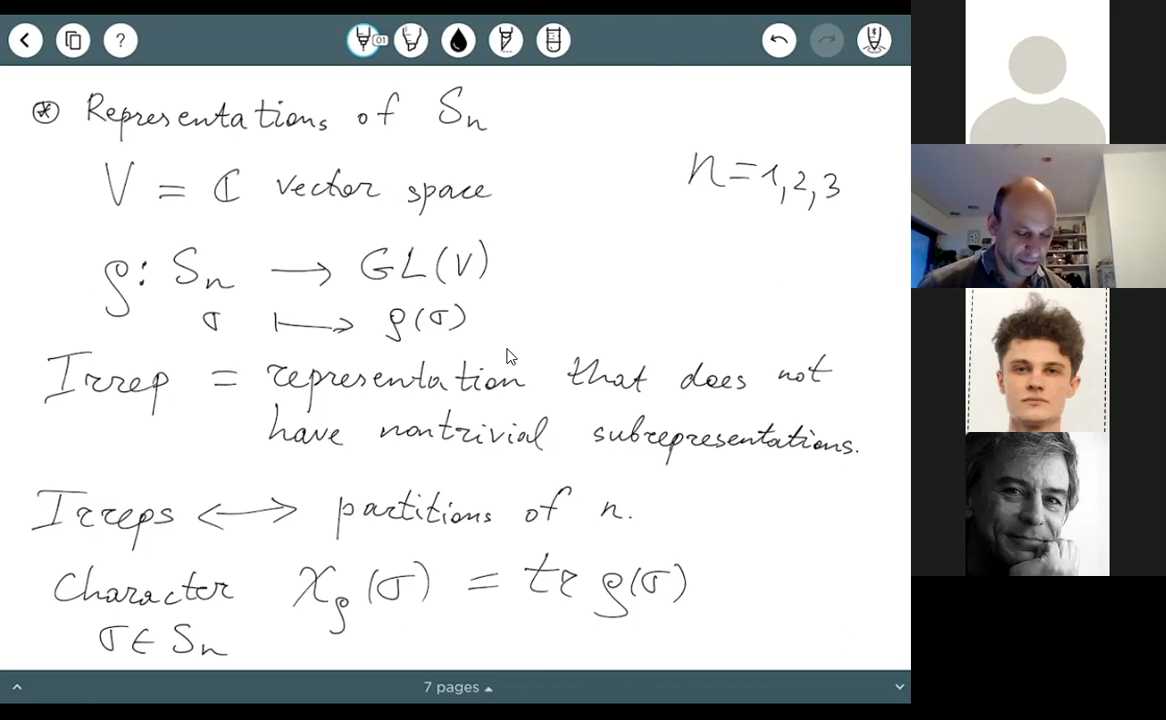 01
⊛ Representations of Sn
V = ℂ vector space
n=1,2,3
ρ: Sn ⟶ GL(V)
σ ⟼ ρ(σ)
Irrep = representation that does not
have nontrivial subrepresentations.
Irreps ⟷ partitions of n.
Character χρ(σ) = tr ρ(σ)
σ∈ Sn
7 pages